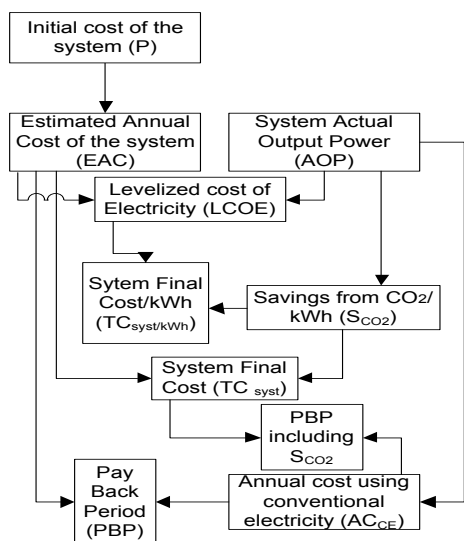 Initial cost of the
system (P)
Estimated Annual
Cost of the system
(EAC)
System Actual
Output Power
(AOP)
Levelized cost of
Electricity (LCOE)
Sytem Final
Cost/kWh
(TCsyst/kWh)
Savings from CO2/
kWh (SCO2)
System Final
Cost (TC syst)
PBP
including
SCO2
Pay
Back
Period
(PBP)
Annual cost using
conventional
electricity (ACCE)